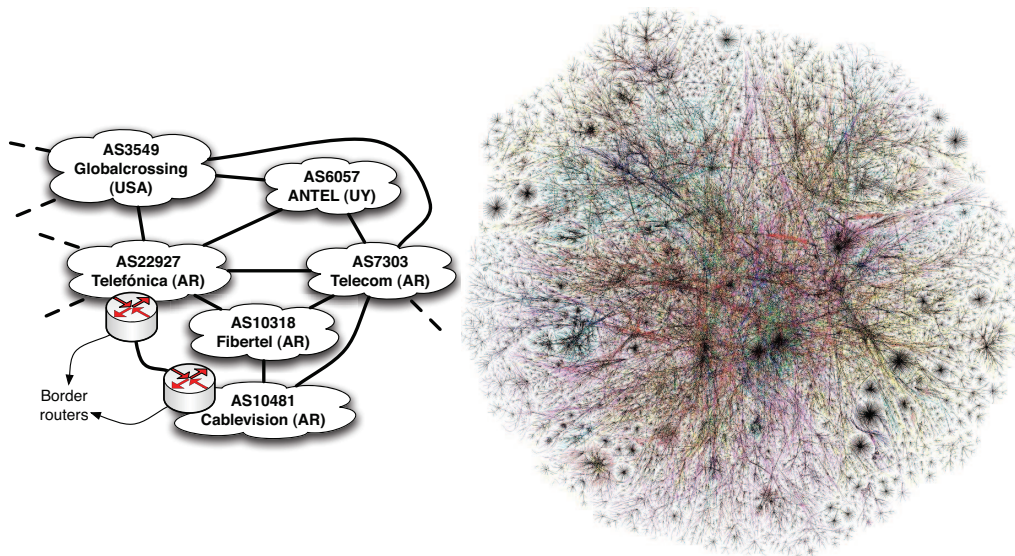 AS3549
Globalcrossing
(USA)
AS6057
ANTEL (UY)
AS22927
Telefónica (AR)
AS7303
Telecom (AR)
AS10318
Fibertel (AR)
Border
routers
AS10481
Cablevision (AR)